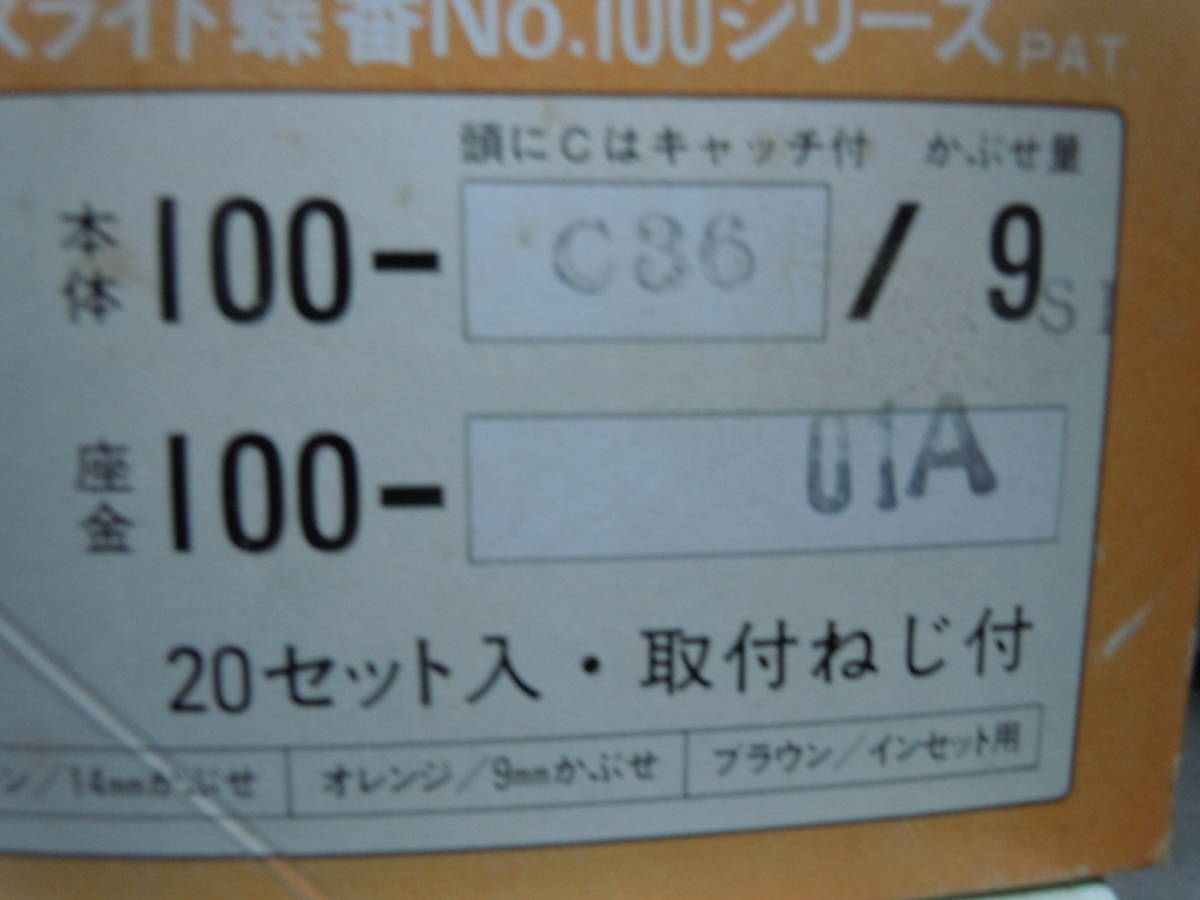 スライド蝶番No.100シリーズ PAT.
頭にCはキャッチ付 かぶせ量
本体 100- C36 / 9
座金 100- 01A
20セット入・取付ねじ付
ン/14mmかぶせ オレンジ/9mmかぶせ ブラウン/インセット用